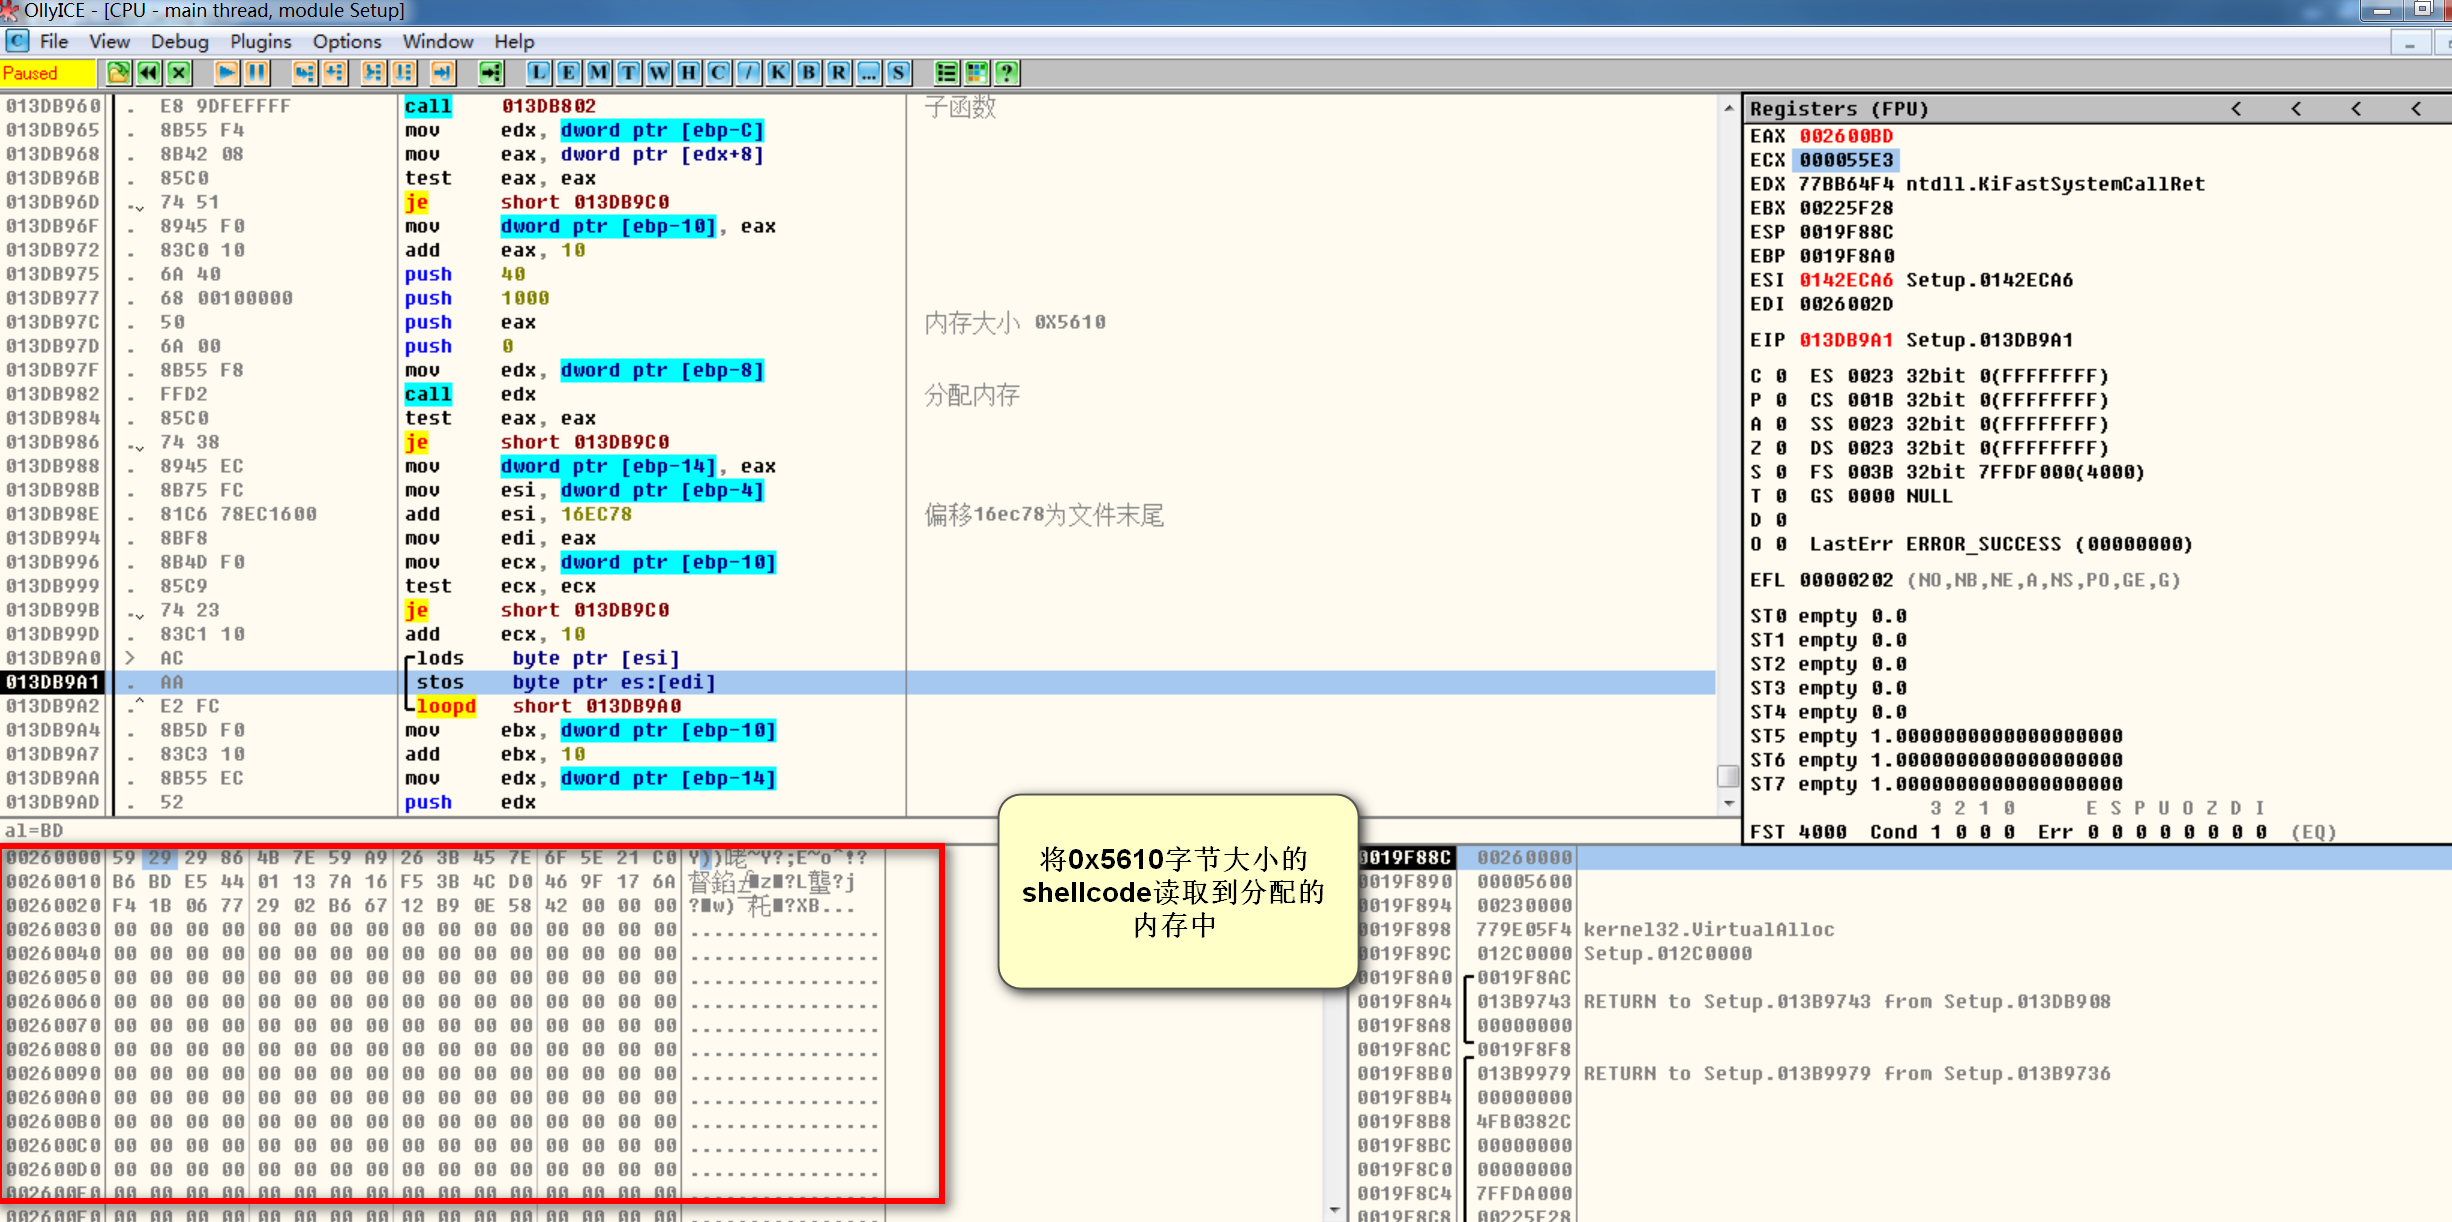 OllyICE - [CPU - main thread, module Setup]
File View Debug Plugins Options Window Help
Paused
L E M T W H C / K B R ... S
?
013DB960 . E8 9DFEFFFF call 013DB802 子函数
013DB965 . 8B55 F4 mov edx, dword ptr [ebp-C]
013DB968 . 8B42 08 mov eax, dword ptr [edx+8]
013DB96B . 85C0 test eax, eax
013DB96D . 74 51 je short 013DB9C0
013DB96F . 8945 F0 mov dword ptr [ebp-10], eax
013DB972 . 83C0 10 add eax, 10
013DB975 . 6A 40 push 40
013DB977 . 68 00100000 push 1000
013DB97C . 50 push eax 内存大小 0X5610
013DB97D . 6A 00 push 0
013DB97F . 8B55 F8 mov edx, dword ptr [ebp-8]
013DB982 . FFD2 call edx 分配内存
013DB984 . 85C0 test eax, eax
013DB986 . 74 38 je short 013DB9C0
013DB988 . 8945 EC mov dword ptr [ebp-14], eax
013DB98B . 8B75 FC mov esi, dword ptr [ebp-4]
013DB98E . 81C6 78EC1600 add esi, 16EC78 偏移16ec78为文件末尾
013DB994 . 8BF8 mov edi, eax
013DB996 . 8B4D F0 mov ecx, dword ptr [ebp-10]
013DB999 . 85C9 test ecx, ecx
013DB99B . 74 23 je short 013DB9C0
013DB99D . 83C1 10 add ecx, 10
013DB9A0 > AC lods byte ptr [esi]
013DB9A1 . AA stos byte ptr es:[edi]
013DB9A2 .^ E2 FC loopd short 013DB9A0
013DB9A4 . 8B5D F0 mov ebx, dword ptr [ebp-10]
013DB9A7 . 83C3 10 add ebx, 10
013DB9AA . 8B55 EC mov edx, dword ptr [ebp-14]
013DB9AD . 52 push edx
al=BD
Registers (FPU) < < < <
EAX 002600BD
ECX 000055E3
EDX 77BB64F4 ntdll.KiFastSystemCallRet
EBX 00225F28
ESP 0019F88C
EBP 0019F8A0
ESI 0142ECA6 Setup.0142ECA6
EDI 0026002D
EIP 013DB9A1 Setup.013DB9A1
C 0 ES 0023 32bit 0(FFFFFFFF)
P 0 CS 001B 32bit 0(FFFFFFFF)
A 0 SS 0023 32bit 0(FFFFFFFF)
Z 0 DS 0023 32bit 0(FFFFFFFF)
S 0 FS 003B 32bit 7FFDF000(4000)
T 0 GS 0000 NULL
D 0
O 0 LastErr ERROR_SUCCESS (00000000)
EFL 00000202 (NO,NB,NE,A,NS,PO,GE,G)
ST0 empty 0.0
ST1 empty 0.0
ST2 empty 0.0
ST3 empty 0.0
ST4 empty 0.0
ST5 empty 1.0000000000000000000
ST6 empty 1.0000000000000000000
ST7 empty 1.0000000000000000000
3 2 1 0 E S P U O Z D I
FST 4000 Cond 1 0 0 0 Err 0 0 0 0 0 0 0 0 (EQ)
00260000 59 29 29 86 4B 7E 59 A9 26 3B 45 7E 6F 5E 21 C0 Y))咾~Y?;E~o^!?
00260010 B6 BD E5 44 01 13 7A 16 F5 3B 4C D0 46 9F 17 6A
00260020 F4 1B 06 77 29 02 B6 67 12 B9 0E 58 42 00 00 00
00260030 00 00 00 00 00 00 00 00 00 00 00 00 00 00 00 00 ................
00260040 00 00 00 00 00 00 00 00 00 00 00 00 00 00 00 00 ................
00260050 00 00 00 00 00 00 00 00 00 00 00 00 00 00 00 00 ................
00260060 00 00 00 00 00 00 00 00 00 00 00 00 00 00 00 00 ................
00260070 00 00 00 00 00 00 00 00 00 00 00 00 00 00 00 00 ................
00260080 00 00 00 00 00 00 00 00 00 00 00 00 00 00 00 00 ................
00260090 00 00 00 00 00 00 00 00 00 00 00 00 00 00 00 00 ................
002600A0 00 00 00 00 00 00 00 00 00 00 00 00 00 00 00 00 ................
002600B0 00 00 00 00 00 00 00 00 00 00 00 00 00 00 00 00 ................
002600C0 00 00 00 00 00 00 00 00 00 00 00 00 00 00 00 00 ................
002600D0 00 00 00 00 00 00 00 00 00 00 00 00 00 00 00 00 ................
002600E0 00 00 00 00 00 00 00 00 00 00 00 00 00 00 00 00 ................
002600F0 00 00 00 00 00 00 00 00 00 00 00 00 00 00 00 00 ................
将0x5610字节大小的
shellcode读取到分配的
内存中
0019F88C 00260000
0019F890 00005600
0019F894 00230000
0019F898 779E05F4 kernel32.VirtualAlloc
0019F89C 012C0000 Setup.012C0000
0019F8A0 0019F8AC
0019F8A4 013B9743 RETURN to Setup.013B9743 from Setup.013DB908
0019F8A8 00000000
0019F8AC 0019F8F8
0019F8B0 013B9979 RETURN to Setup.013B9979 from Setup.013B9736
0019F8B4 00000000
0019F8B8 4FB0382C
0019F8BC 00000000
0019F8C0 00000000
0019F8C4 7FFDA000
0019F8C8 00225F28